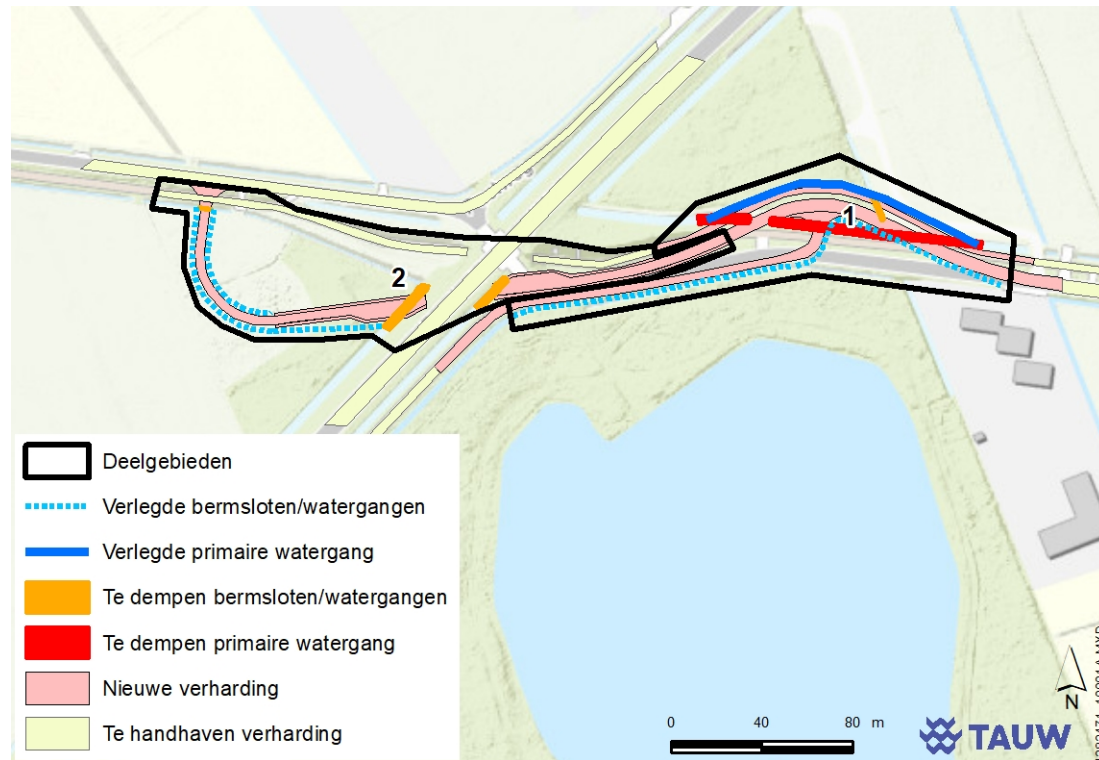 1
2
Deelgebieden
Verlegde bermsloten/watergangen
Verlegde primaire watergang
Te dempen bermsloten/watergangen
Te dempen primaire watergang
Nieuwe verharding
Te handhaven verharding
0 40 80 m
N
TAUW